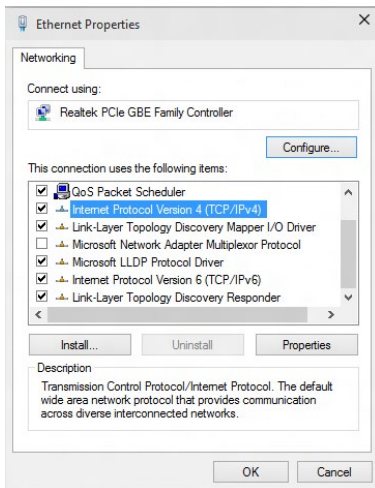 Ethernet Properties
Networking
Connect using:
Realtek PCIe GBE Family Controller
Configure...
This connection uses the following items:
QoS Packet Scheduler
Internet Protocol Version 4 (TCP/IPv4)
Link-Layer Topology Discovery Mapper I/O Driver
Microsoft Network Adapter Multiplexor Protocol
Microsoft LLDP Protocol Driver
Internet Protocol Version 6 (TCP/IPv6)
Link-Layer Topology Discovery Responder
Install... Uninstall Properties
Description
Transmission Control Protocol/Internet Protocol. The default
wide area network protocol that provides communication
across diverse interconnected networks.
OK Cancel